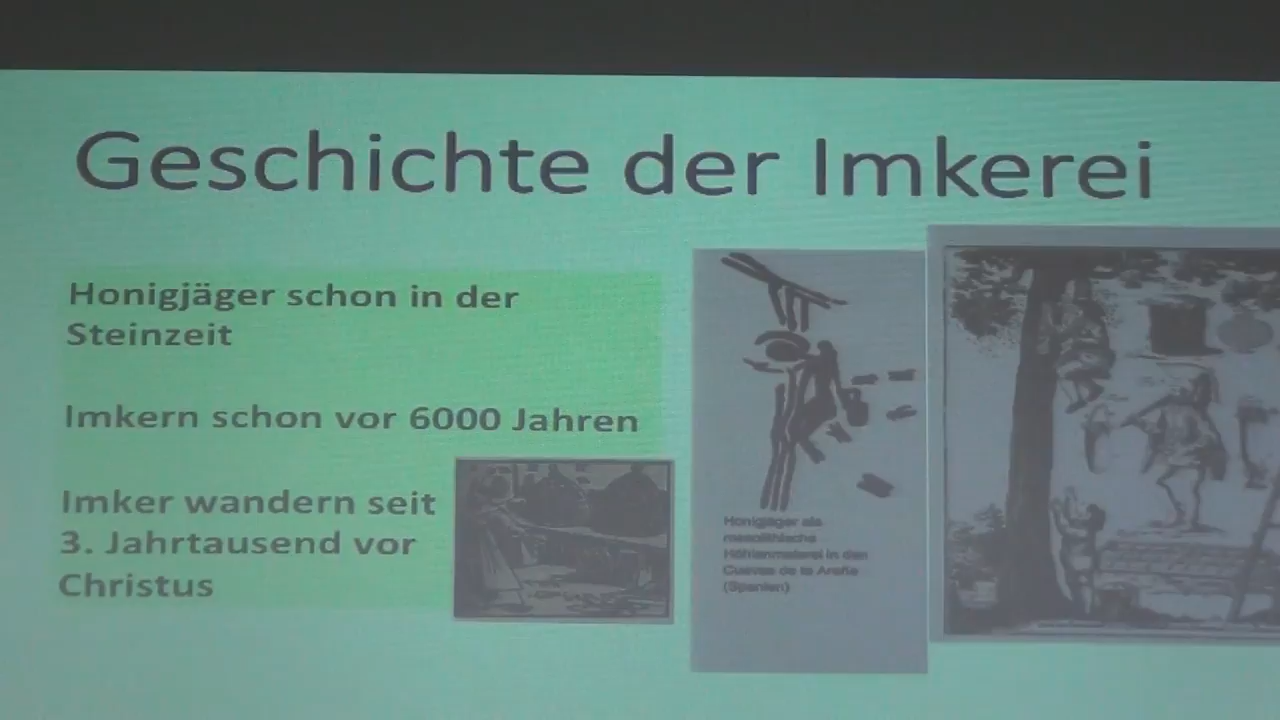 Geschichte der Imkerei
Honigjäger schon in der
Steinzeit
Imkern schon vor 6000 Jahren
Imker wandern seit
3. Jahrtausend vor
Christus
Honigjäger als
mesolithische
Höhlenmalerei in den
Cuevas de la Araña
(Spanien)